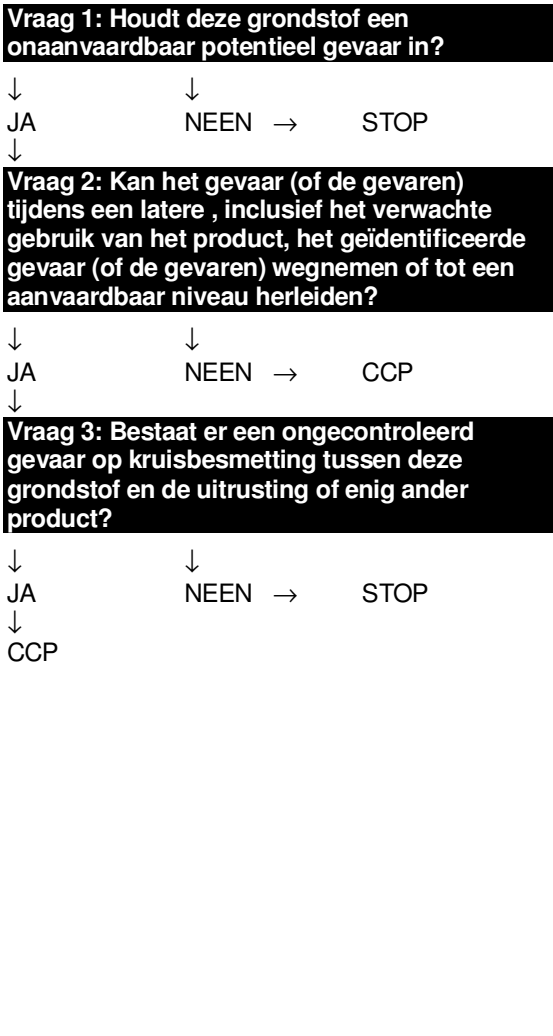 Vraag 1: Houdt deze grondstof een
onaanvaardbaar potentieel gevaar in?
↓ ↓
JA NEEN → STOP
↓
Vraag 2: Kan het gevaar (of de gevaren)
tijdens een latere , inclusief het verwachte
gebruik van het product, het geïdentificeerde
gevaar (of de gevaren) wegnemen of tot een
aanvaardbaar niveau herleiden?
↓ ↓
JA NEEN → CCP
↓
Vraag 3: Bestaat er een ongecontroleerd
gevaar op kruisbesmetting tussen deze
grondstof en de uitrusting of enig ander
product?
↓ ↓
JA NEEN → STOP
↓
CCP